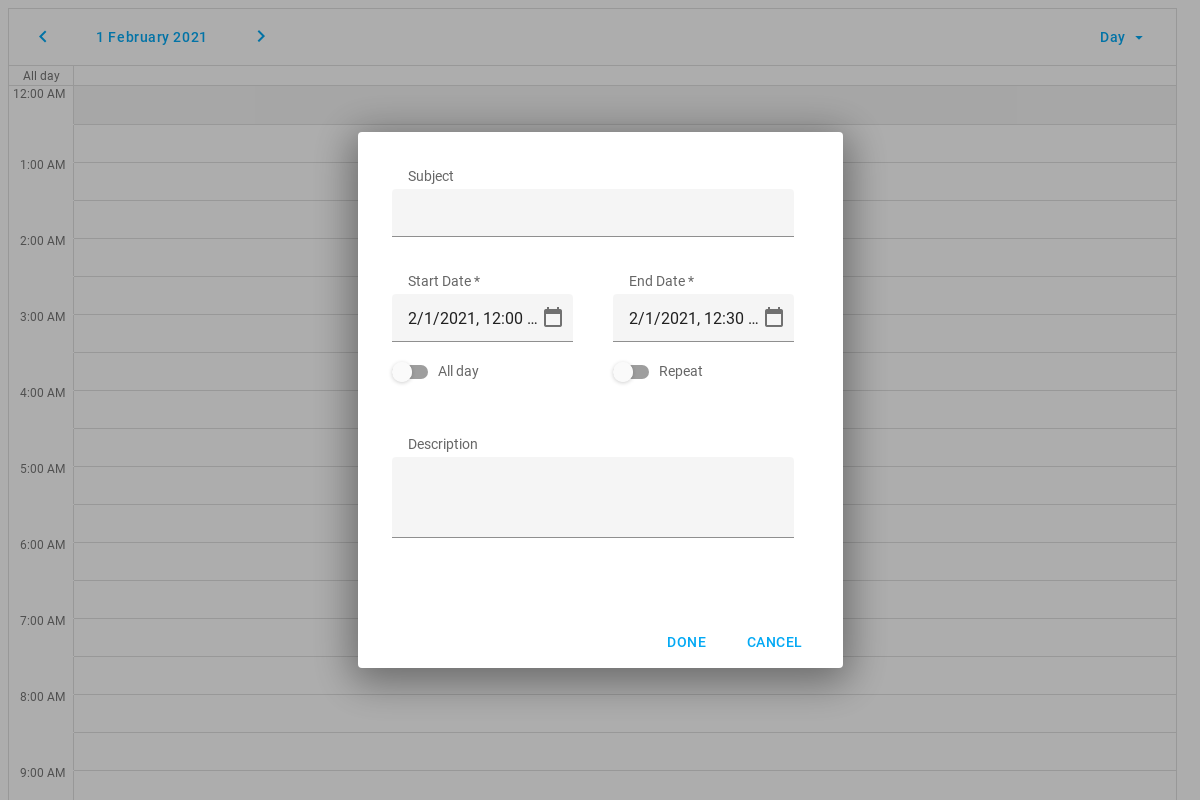 1 February 2021
Day
All day
12:00 AM
1:00 AM
2:00 AM
3:00 AM
4:00 AM
5:00 AM
6:00 AM
7:00 AM
8:00 AM
9:00 AM
Subject
Start Date * End Date *
2/1/2021, 12:00 ... 2/1/2021, 12:30 ...
All day Repeat
Description
DONE CANCEL